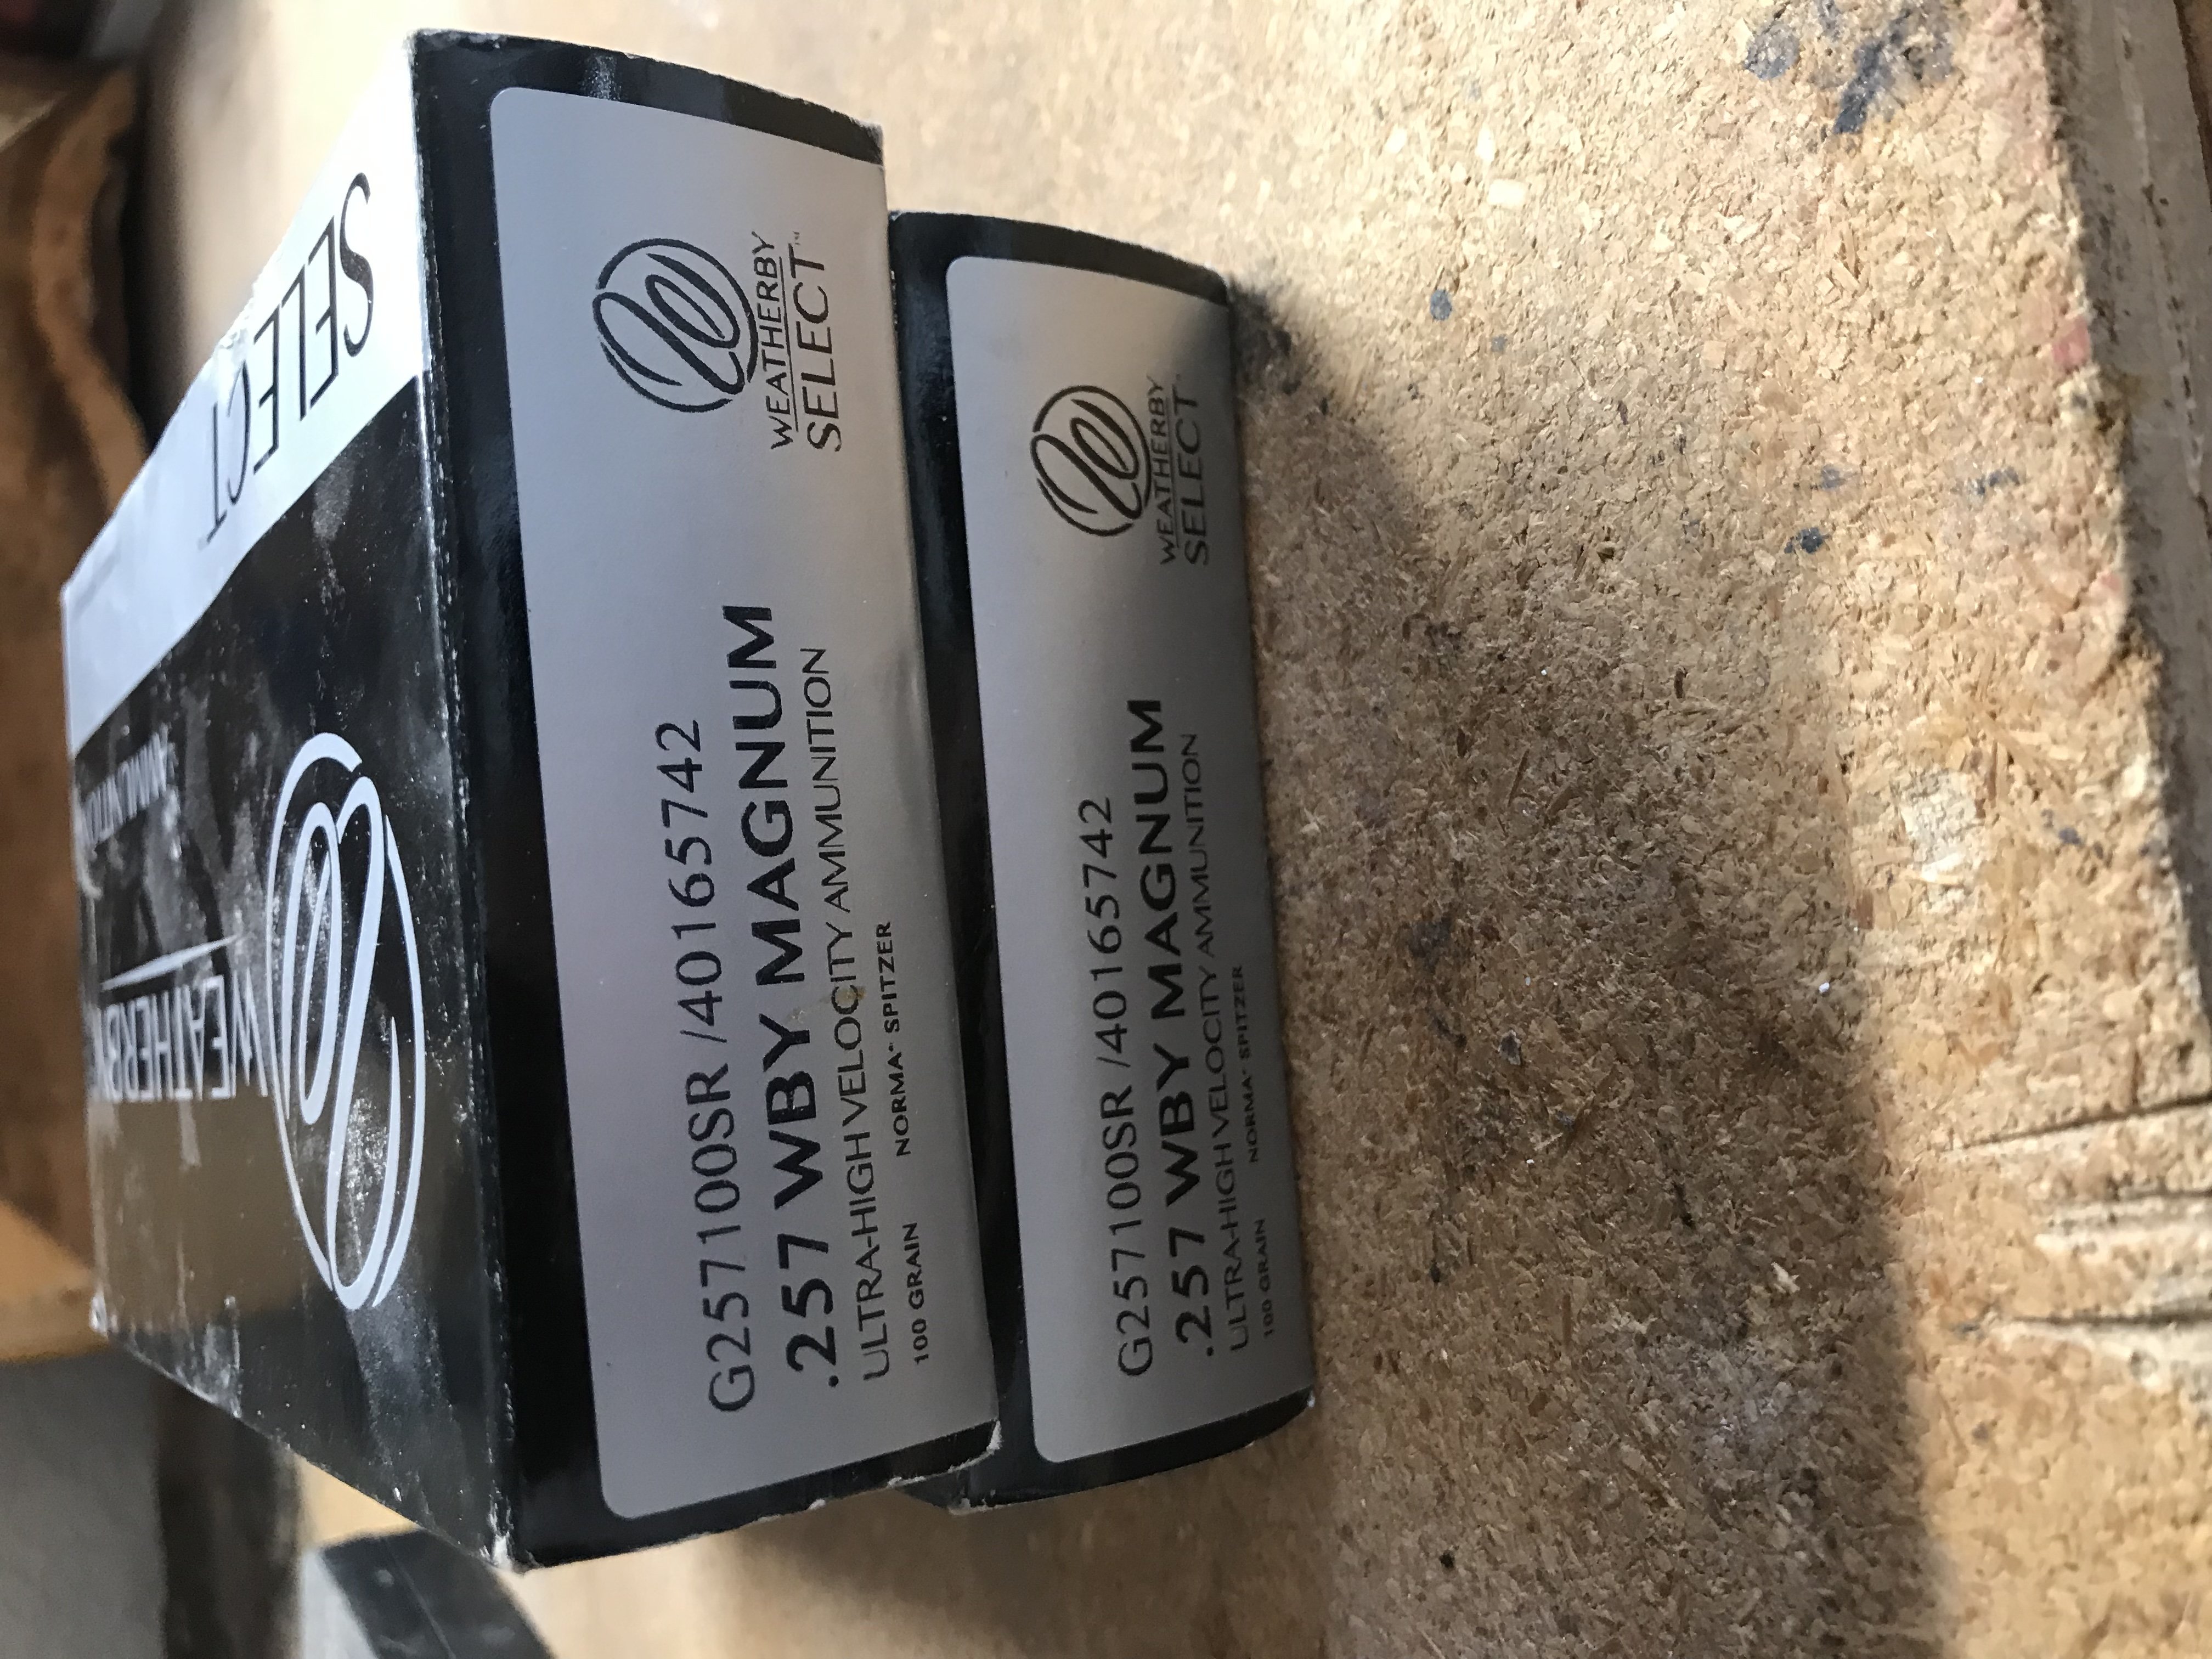 SELECT
WEATHERBY
AMMUNITION
G257100SR /40165742
.257 WBY MAGNUM
ULTRA-HIGH VELOCITY AMMUNITION
100 GRAIN NORMA® SPITZER
WEATHERBY
SELECT™
G257100SR /40165742
.257 WBY MAGNUM
ULTRA-HIGH VELOCITY AMMUNITION
100 GRAIN NORMA® SPITZER
WEATHERBY
SELECT™